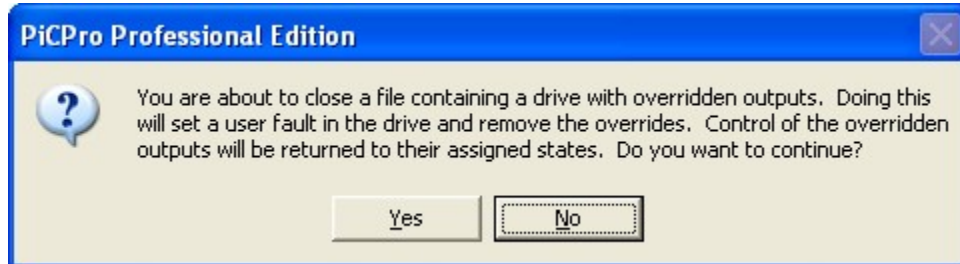 PiCPro Professional Edition
?
You are about to close a file containing a drive with overridden outputs.  Doing this
will set a user fault in the drive and remove the overrides.  Control of the overridden
outputs will be returned to their assigned states.  Do you want to continue?
Yes
No